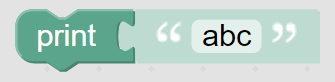 print “ abc ”